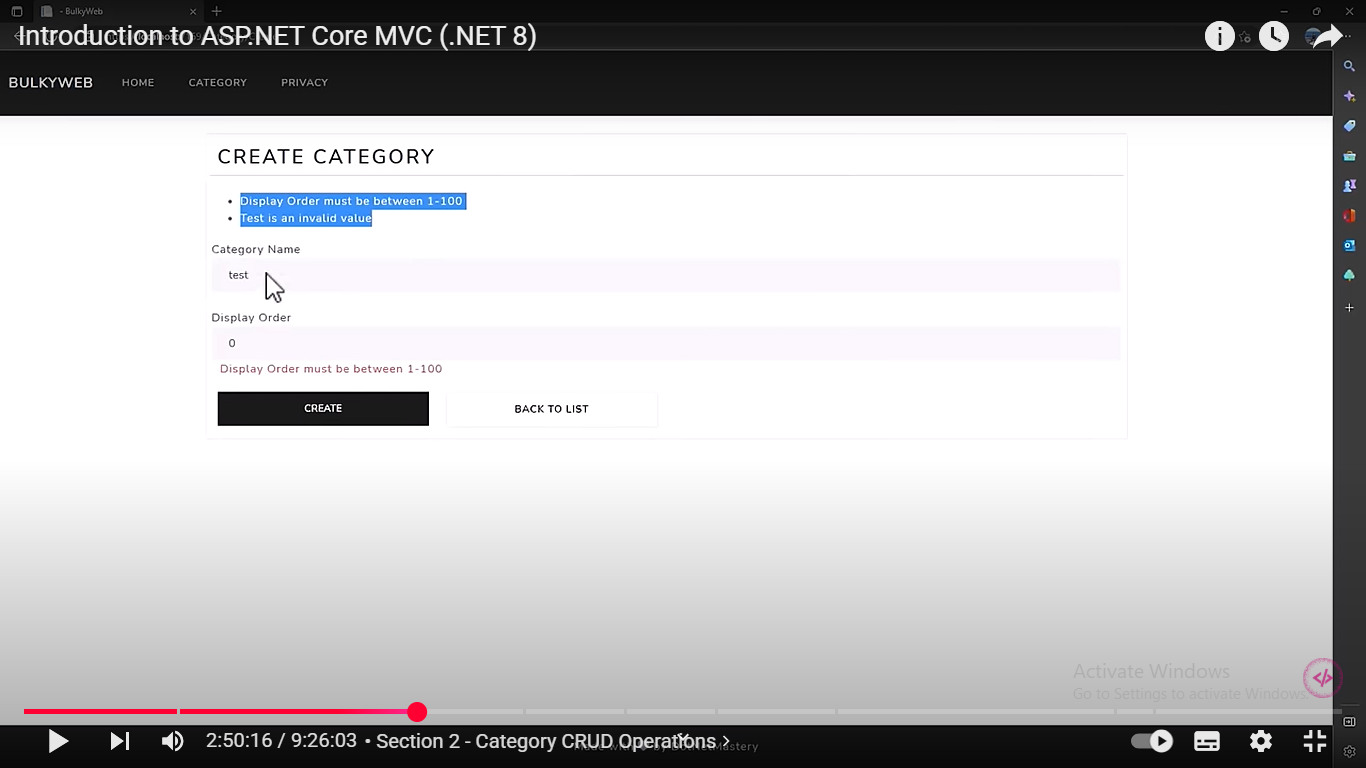 - BulkyWeb
Introduction to ASP.NET Core MVC (.NET 8)
BULKYWEB HOME CATEGORY PRIVACY
CREATE CATEGORY
• Display Order must be between 1-100
• Test is an invalid value
Category Name
test
Display Order
0
Display Order must be between 1-100
CREATE BACK TO LIST
Activate Windows
Go to Settings to activate Windows.
2:50:16 / 9:26:03 • Section 2 - Category CRUD Operations >